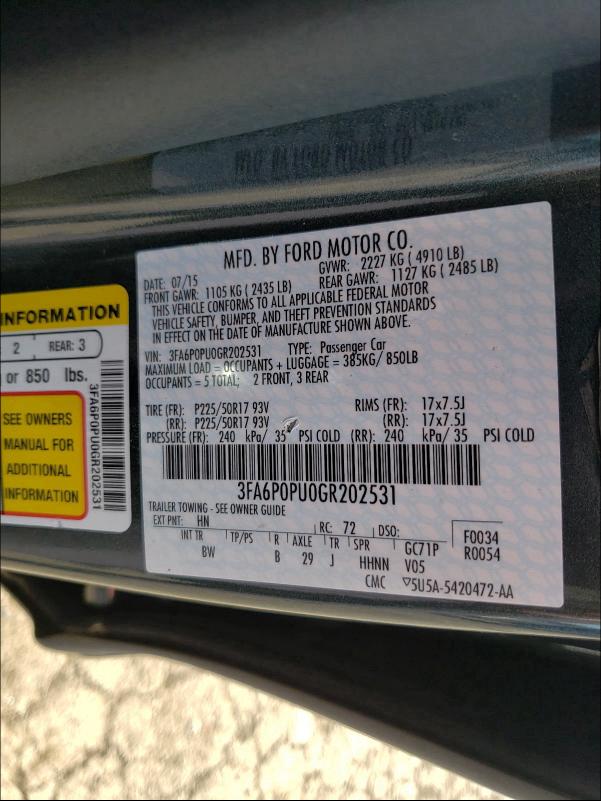 MFD. BY FORD MOTOR CO.
DATE: 07/15 GVWR: 2227 KG ( 4910 LB)
FRONT GAWR: 1105 KG ( 2435 LB) REAR GAWR: 1127 KG ( 2485 LB)
THIS VEHICLE CONFORMS TO ALL APPLICABLE FEDERAL MOTOR
VEHICLE SAFETY, BUMPER, AND THEFT PREVENTION STANDARDS
IN EFFECT ON THE DATE OF MANUFACTURE SHOWN ABOVE.
VIN: 3FA6P0PU0GR202531 TYPE: Passenger Car
MAXIMUM LOAD = OCCUPANTS + LUGGAGE = 385KG/ 850LB
OCCUPANTS = 5 TOTAL; 2 FRONT, 3 REAR
TIRE (FR): P225/50R17 93V RIMS (FR): 17x7.5J
(RR): P225/50R17 93V (RR): 17x7.5J
PRESSURE (FR): 240 kPa/ 35 PSI COLD (RR): 240 kPa/ 35 PSI COLD
3FA6P0PU0GR202531
TRAILER TOWING - SEE OWNER GUIDE
EXT PNT: HN RC: 72 DSO: F0034
INT TR TP/PS R AXLE TR SPR GC71P R0054
BW B 29 J HHNN V05
CMC 5U5A-5420472-AA
INFORMATION
2 REAR: 3
or 850 lbs.
SEE OWNERS
MANUAL FOR
ADDITIONAL
INFORMATION
3FA6P0PU0GR202531